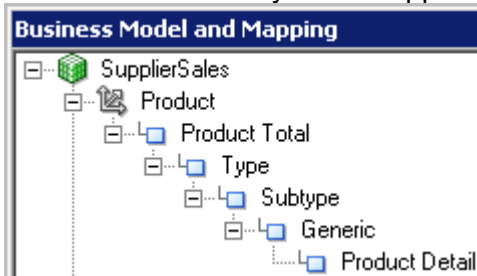 Business Model and Mapping
SupplierSales
Product
Product Total
Type
Subtype
Generic
Product Detail